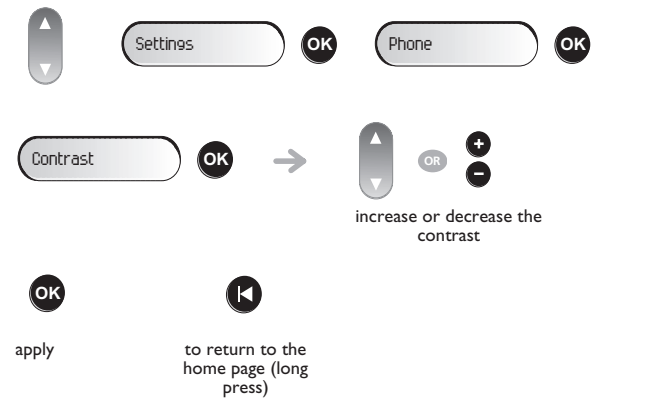 Settings OK Phone OK
Contrast OK OR + −
increase or decrease the
contrast
OK
apply to return to the
home page (long
press)